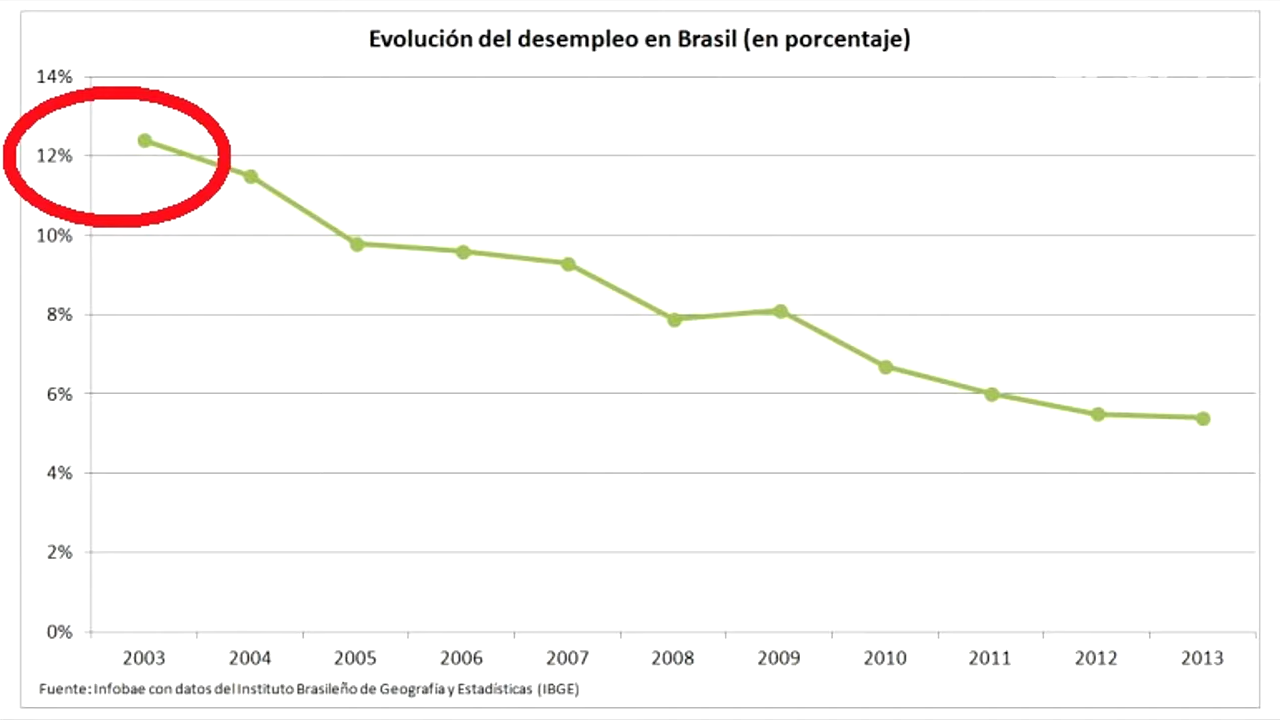 Evolución del desempleo en Brasil (en porcentaje)
14%
12%
10%
8%
6%
4%
2%
0%
2003 2004 2005 2006 2007 2008 2009 2010 2011 2012 2013
Fuente: Infobae con datos del Instituto Brasileño de Geografía y Estadísticas (IBGE)